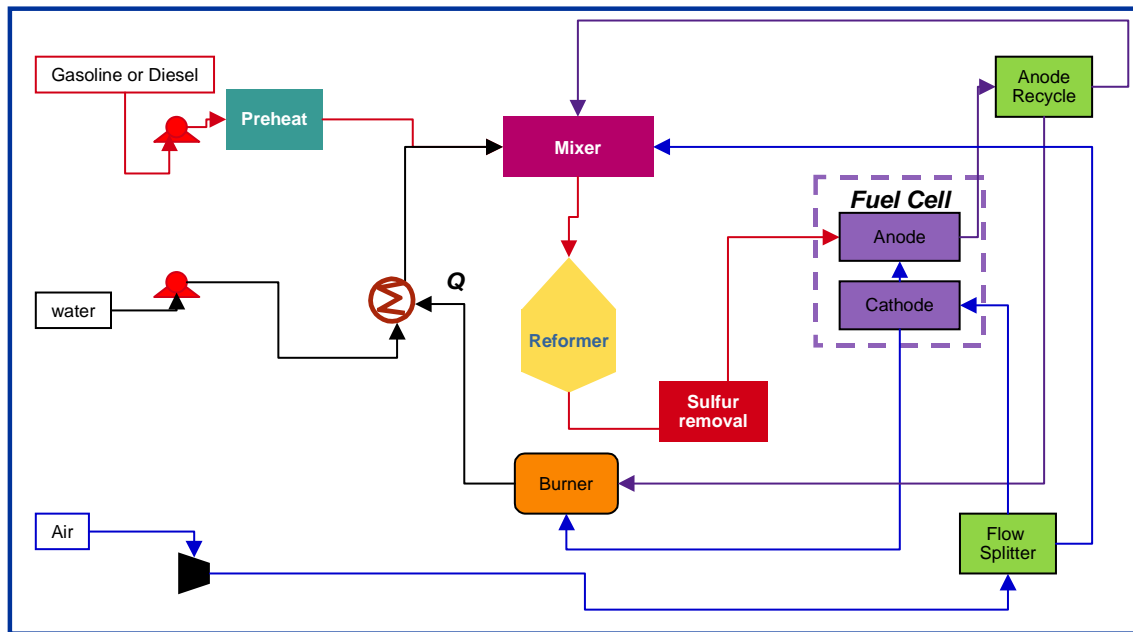 Gasoline or Diesel
Preheat
Anode
Recycle
Mixer
Fuel Cell
Anode
Cathode
water
Q
Reformer
Sulfur
removal
Burner
Air
Flow
Splitter